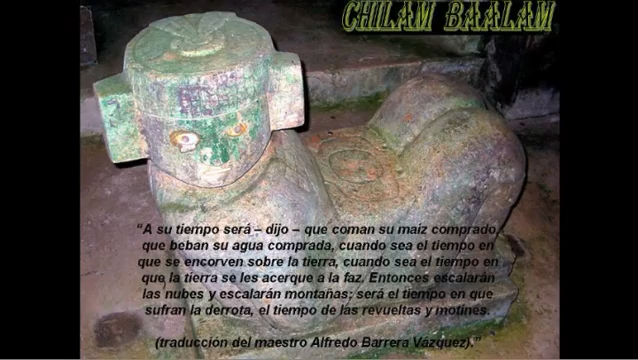 CHILAM BAALAM
“A su tiempo será – dijo – que coman su maíz comprado,
que beban su agua comprada, cuando sea el tiempo en
que se encorven sobre la tierra, cuando sea el tiempo en
que la tierra se les acerque a la faz. Entonces escalarán
las nubes y escalarán montañas; será el tiempo en que
sufran la derrota, el tiempo de las revueltas y motines.
(traducción del maestro Alfredo Barrera Vázquez).”